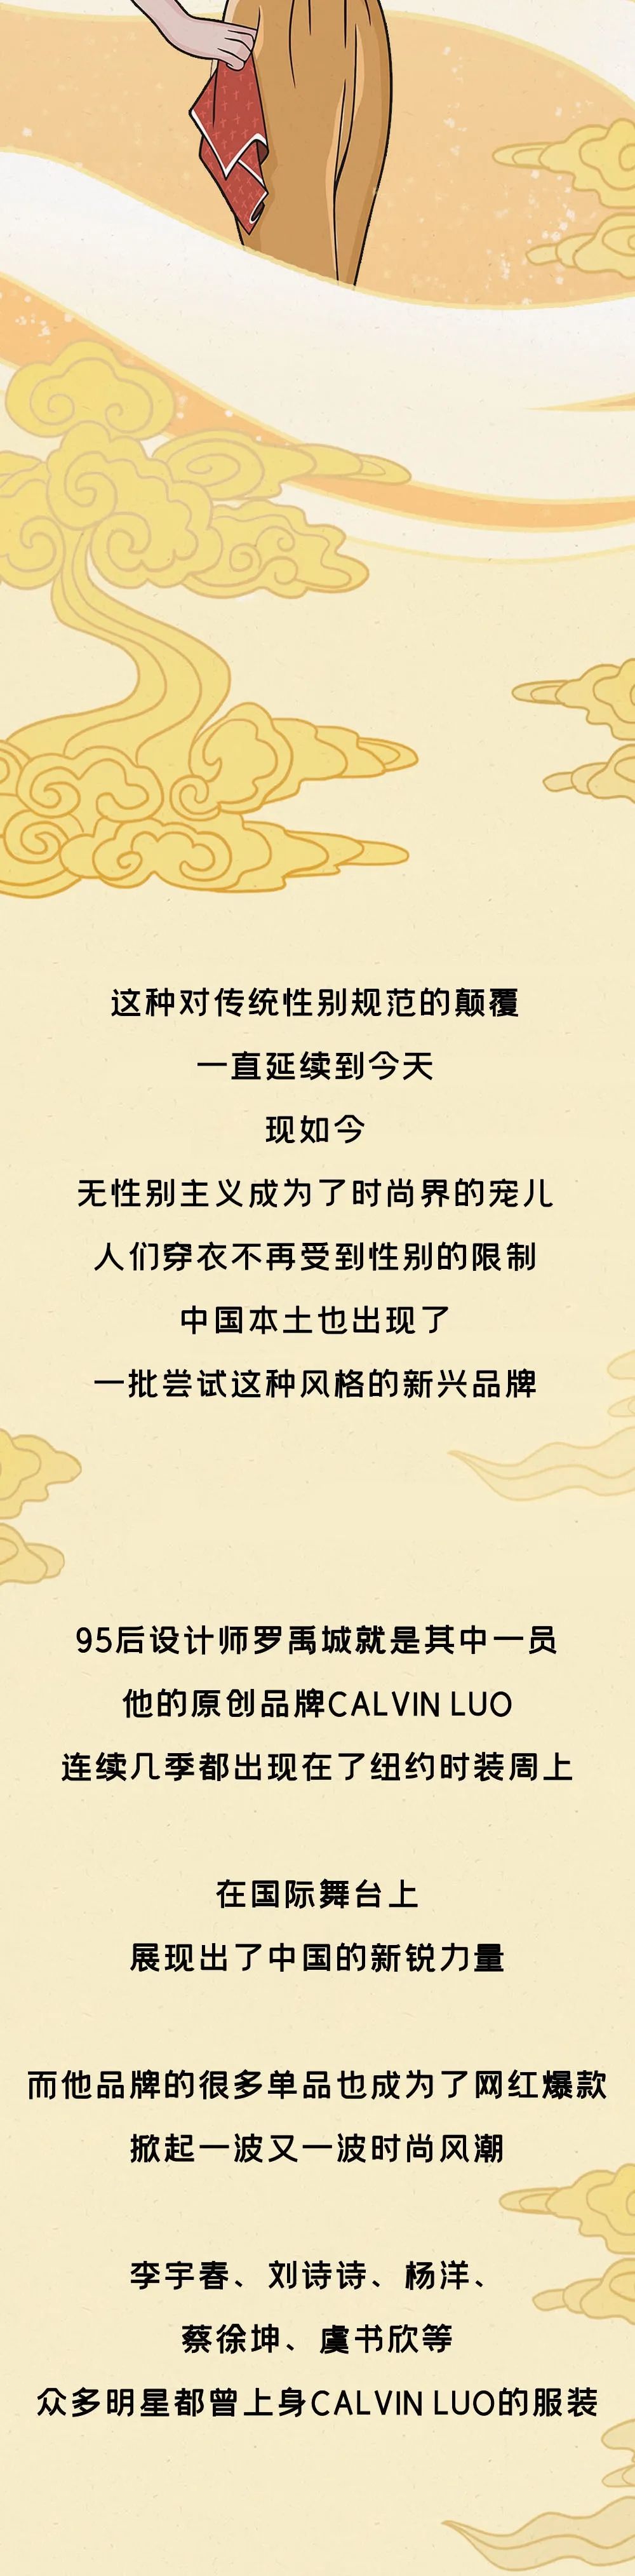 这种对传统性别规范的颠覆
一直延续到今天
现如今
无性别主义成为了时尚界的宠儿
人们穿衣不再受到性别的限制
中国本土也出现了
一批尝试这种风格的新兴品牌
95后设计师罗禹城就是其中一员
他的原创品牌CALVIN LUO
连续几季都出现在了纽约时装周上
在国际舞台上
展现出了中国的新锐力量
而他品牌的很多单品也成为了网红爆款
掀起一波又一波时尚风潮
李宇春、刘诗诗、杨洋、
蔡徐坤、虞书欣等
众多明星都曾上身CALVIN LUO的服装